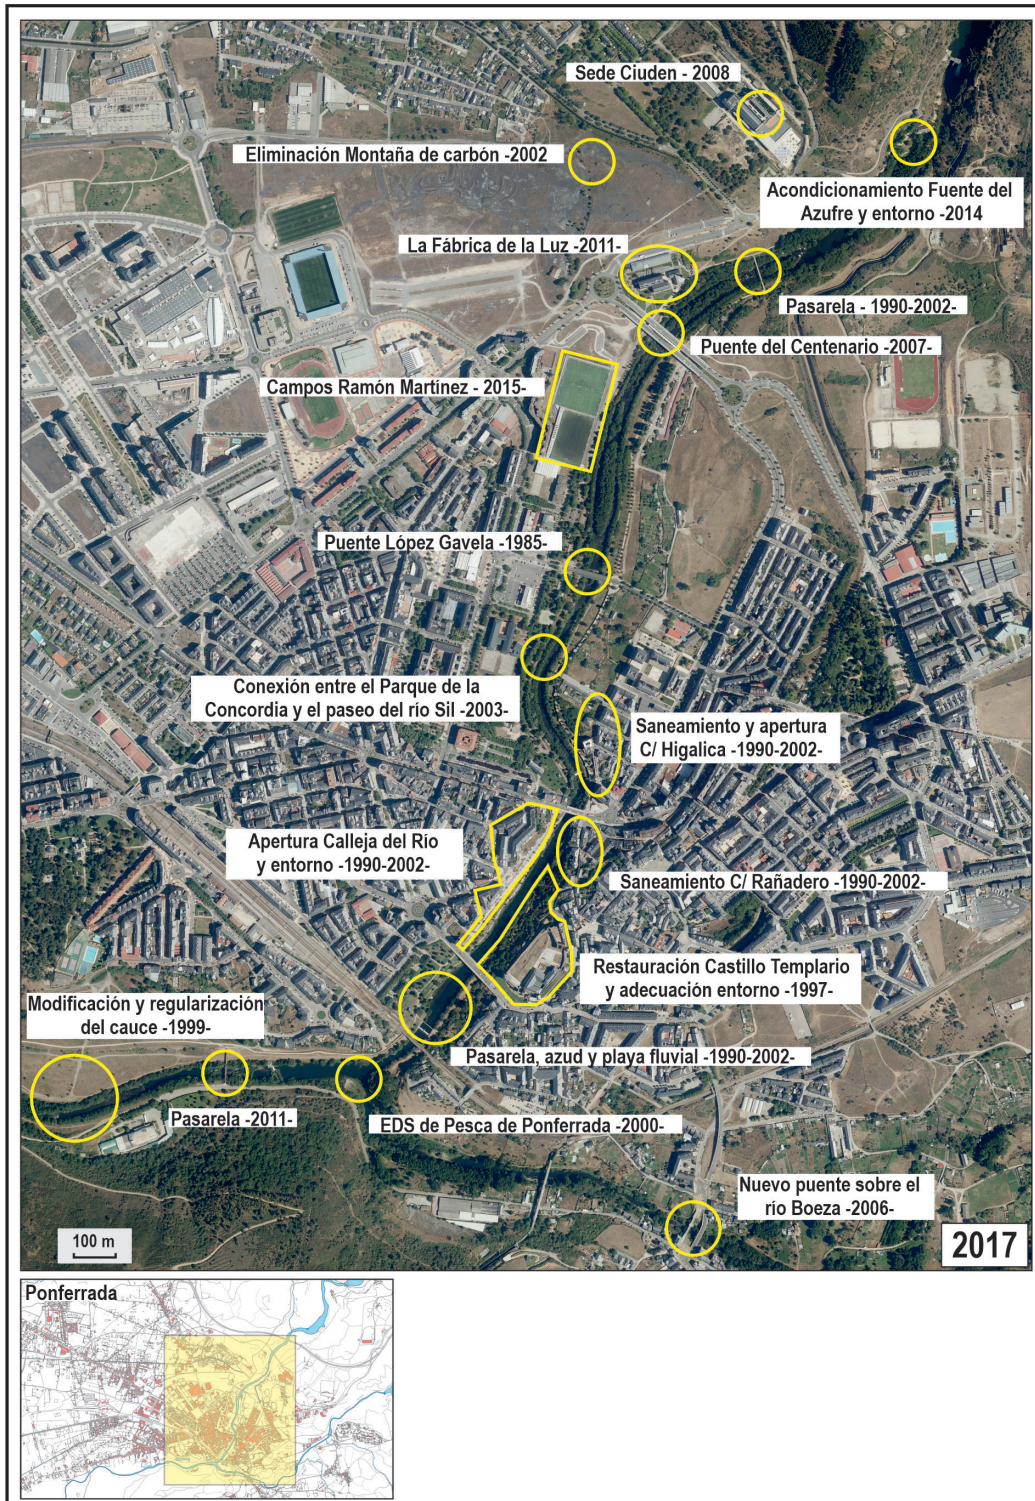 Sede Ciuden - 2008
Eliminación Montaña de carbón -2002
Acondicionamiento Fuente del
Azufre y entorno -2014
La Fábrica de la Luz -2011-
Pasarela - 1990-2002-
Puente del Centenario -2007-
Campos Ramón Martínez - 2015-
Puente López Gavela -1985-
Conexión entre el Parque de la
Concordia y el paseo del río Sil -2003-
Saneamiento y apertura
C/ Higalica -1990-2002-
Apertura Calleja del Río
y entorno -1990-2002-
Saneamiento C/ Rañadero -1990-2002-
Restauración Castillo Templario
y adecuación entorno -1997-
Modificación y regularización
del cauce -1999-
Pasarela, azud y playa fluvial -1990-2002-
Pasarela -2011-
EDS de Pesca de Ponferrada -2000-
Nuevo puente sobre el
río Boeza -2006-
100 m
2017
Ponferrada